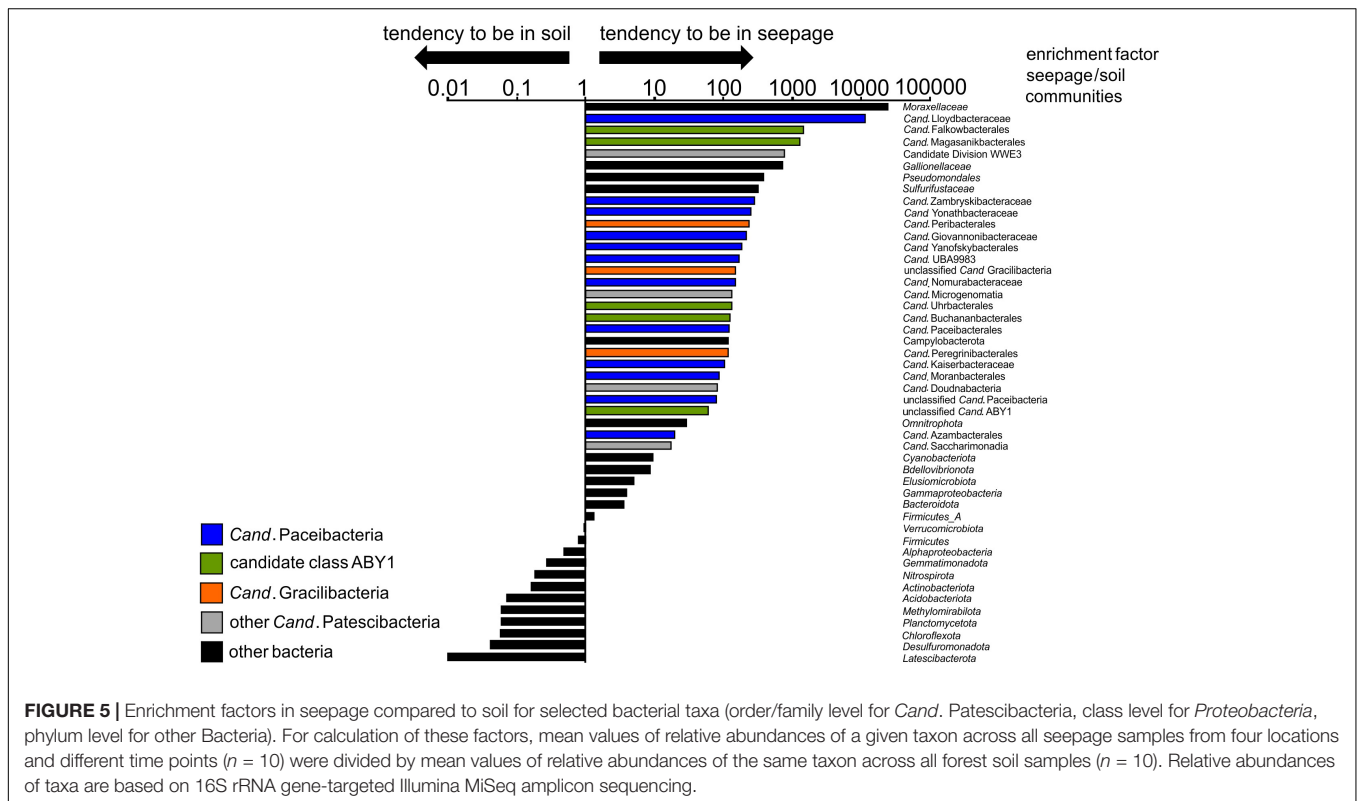 tendency to be in soil
tendency to be in seepage
enrichment factor
seepage/soil
communities
0.01 0.1 1 10 100 1000 10000 100000
Moraxellaceae
Cand. Lloydbacteraceae
Cand. Falkowbacterales
Cand. Magasanikbacterales
Candidate Division WWE3
Gallionellaceae
Pseudomondales
Sulfurifustaceae
Cand. Zambryskibacteraceae
Cand Yonathbacteraceae
Cand. Peribacterales
Cand. Giovannonibacteraceae
Cand. Yanofskybacterales
Cand. UBA9983
unclassified Cand Gracilibacteria
Cand. Nomurabacteraceae
Cand. Microgenomatia
Cand. Uhrbacterales
Cand. Buchananbacterales
Cand. Paceibacterales
Campylobacterota
Cand. Peregrinibacterales
Cand. Kaiserbacteraceae
Cand. Moranbacterales
Cand. Doudnabacteria
unclassified Cand. Paceibacteria
unclassified Cand. ABY1
Omnitrophota
Cand. Azambacterales
Cand. Saccharimonadia
Cyanobacteriota
Bdellovibrionota
Elusiomicrobiota
Gammaproteobacteria
Bacteroidota
Firmicutes_A
Verrucomicrobiota
Firmicutes
Alphaproteobacteria
Gemmatimonadota
Nitrospirota
Actinobacteriota
Acidobacteriota
Methylomirabilota
Planctomycetota
Chloroflexota
Desulfuromonadota
Latescibacterota
Cand. Paceibacteria
candidate class ABY1
Cand. Gracilibacteria
other Cand. Patescibacteria
other bacteria
FIGURE 5 | Enrichment factors in seepage compared to soil for selected bacterial taxa (order/family level for Cand. Patescibacteria, class level for Proteobacteria,
phylum level for other Bacteria). For calculation of these factors, mean values of relative abundances of a given taxon across all seepage samples from four locations
and different time points (n = 10) were divided by mean values of relative abundances of the same taxon across all forest soil samples (n = 10). Relative abundances
of taxa are based on 16S rRNA gene-targeted Illumina MiSeq amplicon sequencing.